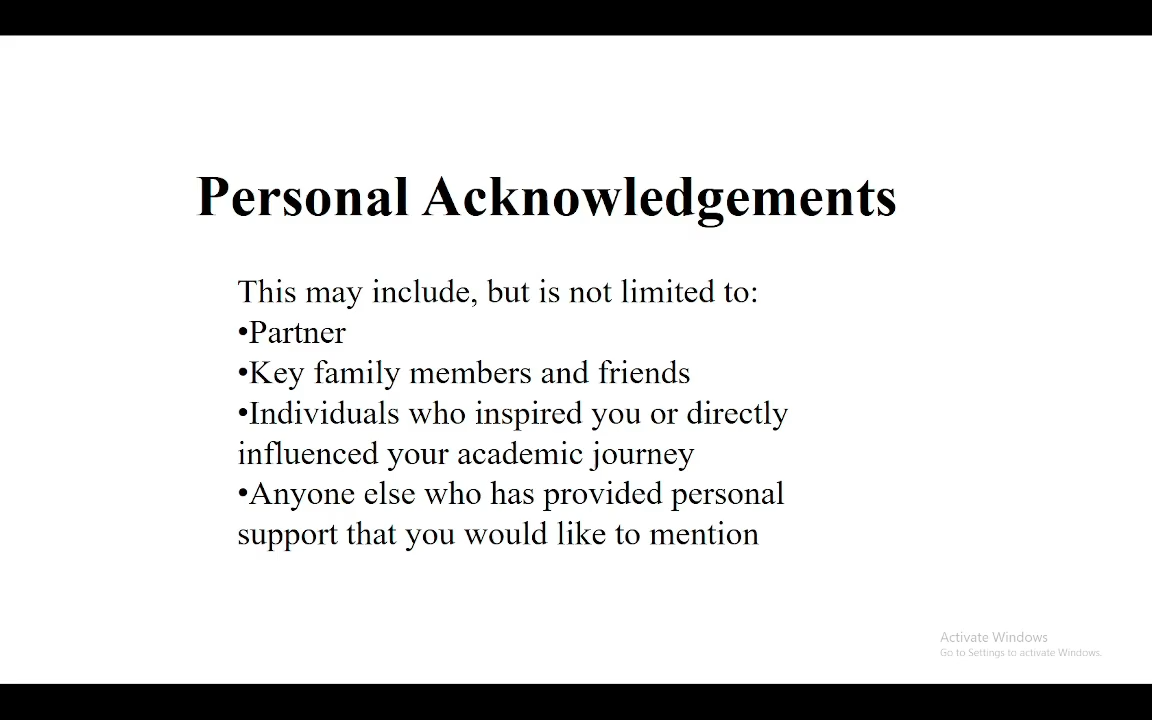 Personal Acknowledgements
This may include, but is not limited to:
•Partner
•Key family members and friends
•Individuals who inspired you or directly
influenced your academic journey
•Anyone else who has provided personal
support that you would like to mention
Activate Windows
Go to Settings to activate Windows.